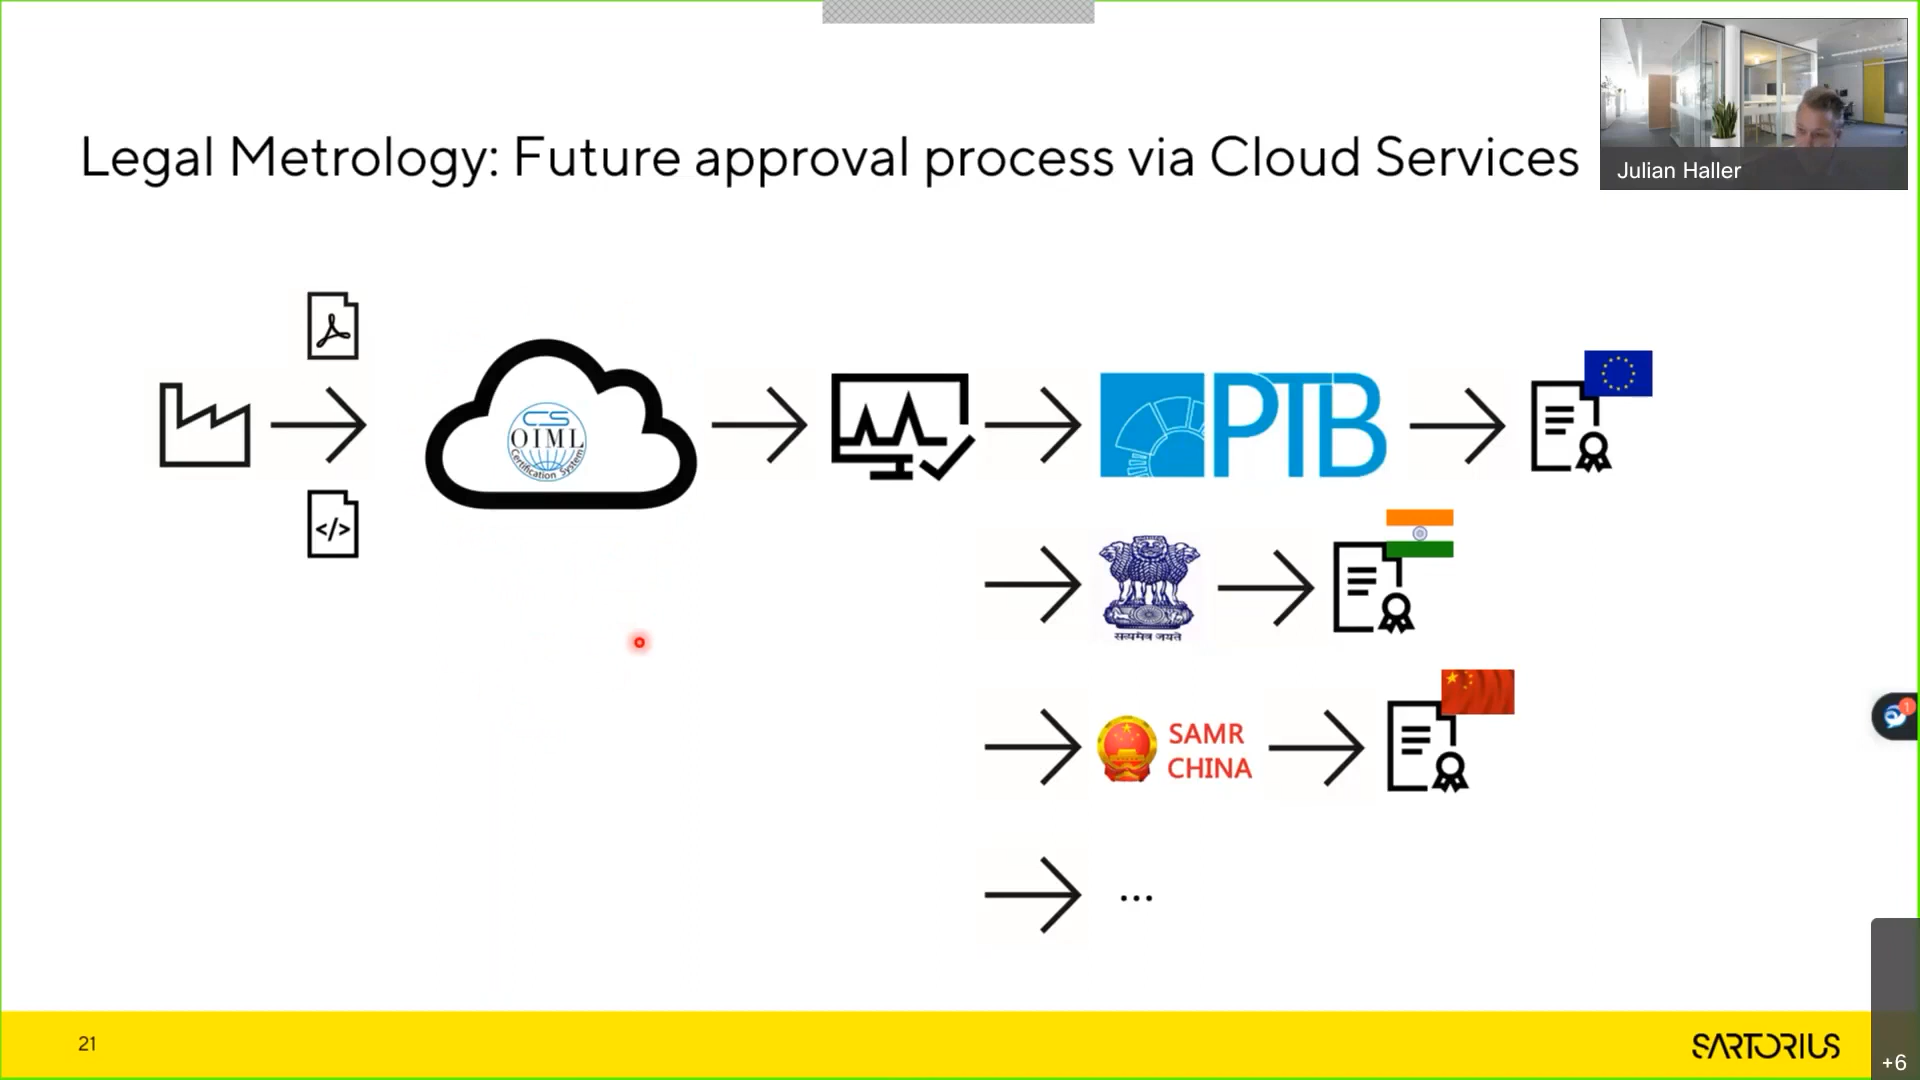 Legal Metrology: Future approval process via Cloud Services
Julian Haller
CS
OIML
Certification System
</>
PTB
सत्यमेव जयते
SAMR
CHINA
...
1
21
SARTORIUS
+6